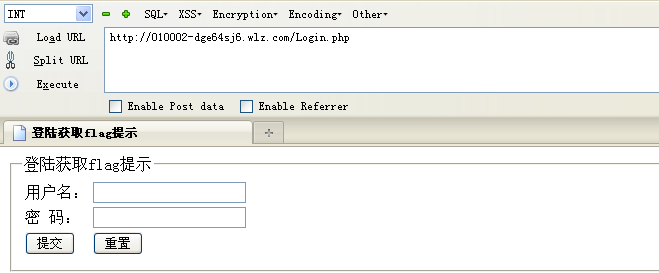 INT SQL XSS Encryption Encoding Other
Load URL http://010002-dge64sj6.wlz.com/Login.php
Split URL
Execute
Enable Post data Enable Referrer
登陆获取flag提示
登陆获取flag提示
用户名：
密 码：
提交 重置